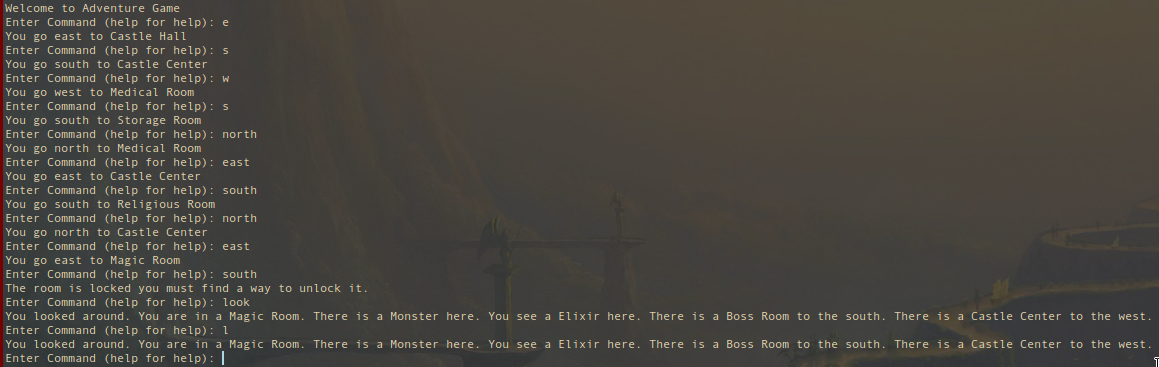 Welcome to Adventure Game
Enter Command (help for help): e
You go east to Castle Hall
Enter Command (help for help): s
You go south to Castle Center
Enter Command (help for help): w
You go west to Medical Room
Enter Command (help for help): s
You go south to Storage Room
Enter Command (help for help): north
You go north to Medical Room
Enter Command (help for help): east
You go east to Castle Center
Enter Command (help for help): south
You go south to Religious Room
Enter Command (help for help): north
You go north to Castle Center
Enter Command (help for help): east
You go east to Magic Room
Enter Command (help for help): south
The room is locked you must find a way to unlock it.
Enter Command (help for help): look
You looked around. You are in a Magic Room. There is a Monster here. You see a Elixir here. There is a Boss Room to the south. There is a Castle Center to the west.
Enter Command (help for help): l
You looked around. You are in a Magic Room. There is a Monster here. You see a Elixir here. There is a Boss Room to the south. There is a Castle Center to the west.
Enter Command (help for help):